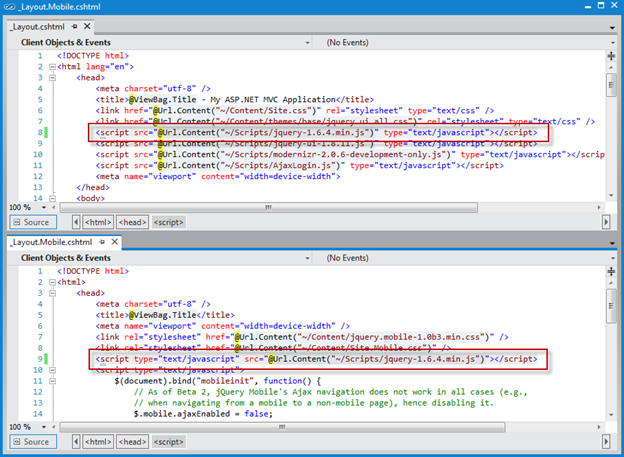 _Layout.Mobile.cshtml
_Layout.cshtml
Client Objects & Events (No Events)
1 <!DOCTYPE html>
2 <html lang="en">
3 <head>
4 <meta charset="utf-8" />
5 <title>@ViewBag.Title - My ASP.NET MVC Application</title>
6 <link href="@Url.Content("~/Content/Site.css")" rel="stylesheet" type="text/css" />
7 <link href="@Url.Content("~/Content/themes/base/jquery.ui.all.css")" rel="stylesheet" type="text/css" />
8 <script src="@Url.Content("~/Scripts/jquery-1.6.4.min.js")" type="text/javascript"></script>
9 <script src="@Url.Content("~/Scripts/jquery-ui-1.8.11.js")" type="text/javascript"></script>
10 <script src="@Url.Content("~/Scripts/modernizr-2.0.6-development-only.js")" type="text/javascript"></script
11 <script src="@Url.Content("~/Scripts/AjaxLogin.js")" type="text/javascript"></script>
12 <meta name="viewport" content="width=device-width">
13 </head>
14 <body>
100 %
Source <html> <head> <script>
_Layout.Mobile.cshtml
Client Objects & Events (No Events)
1 <!DOCTYPE html>
2 <html>
3 <head>
4 <meta charset="utf-8" />
5 <title>@ViewBag.Title</title>
6 <meta name="viewport" content="width=device-width" />
7 <link rel="stylesheet" href="@Url.Content("~/Content/jquery.mobile-1.0b3.min.css")" />
8 <link rel="stylesheet" href="@Url.Content("~/Content/Site.Mobile.css")" />
9 <script type="text/javascript" src="@Url.Content("~/Scripts/jquery-1.6.4.min.js")"></script>
10 <script type="text/javascript">
11 $(document).bind("mobileinit", function() {
12 // As of Beta 2, jQuery Mobile's Ajax navigation does not work in all cases (e.g.,
13 // when navigating from a mobile to a non-mobile page), hence disabling it.
14 $.mobile.ajaxEnabled = false;
100 %
Source <html> <head> <script>